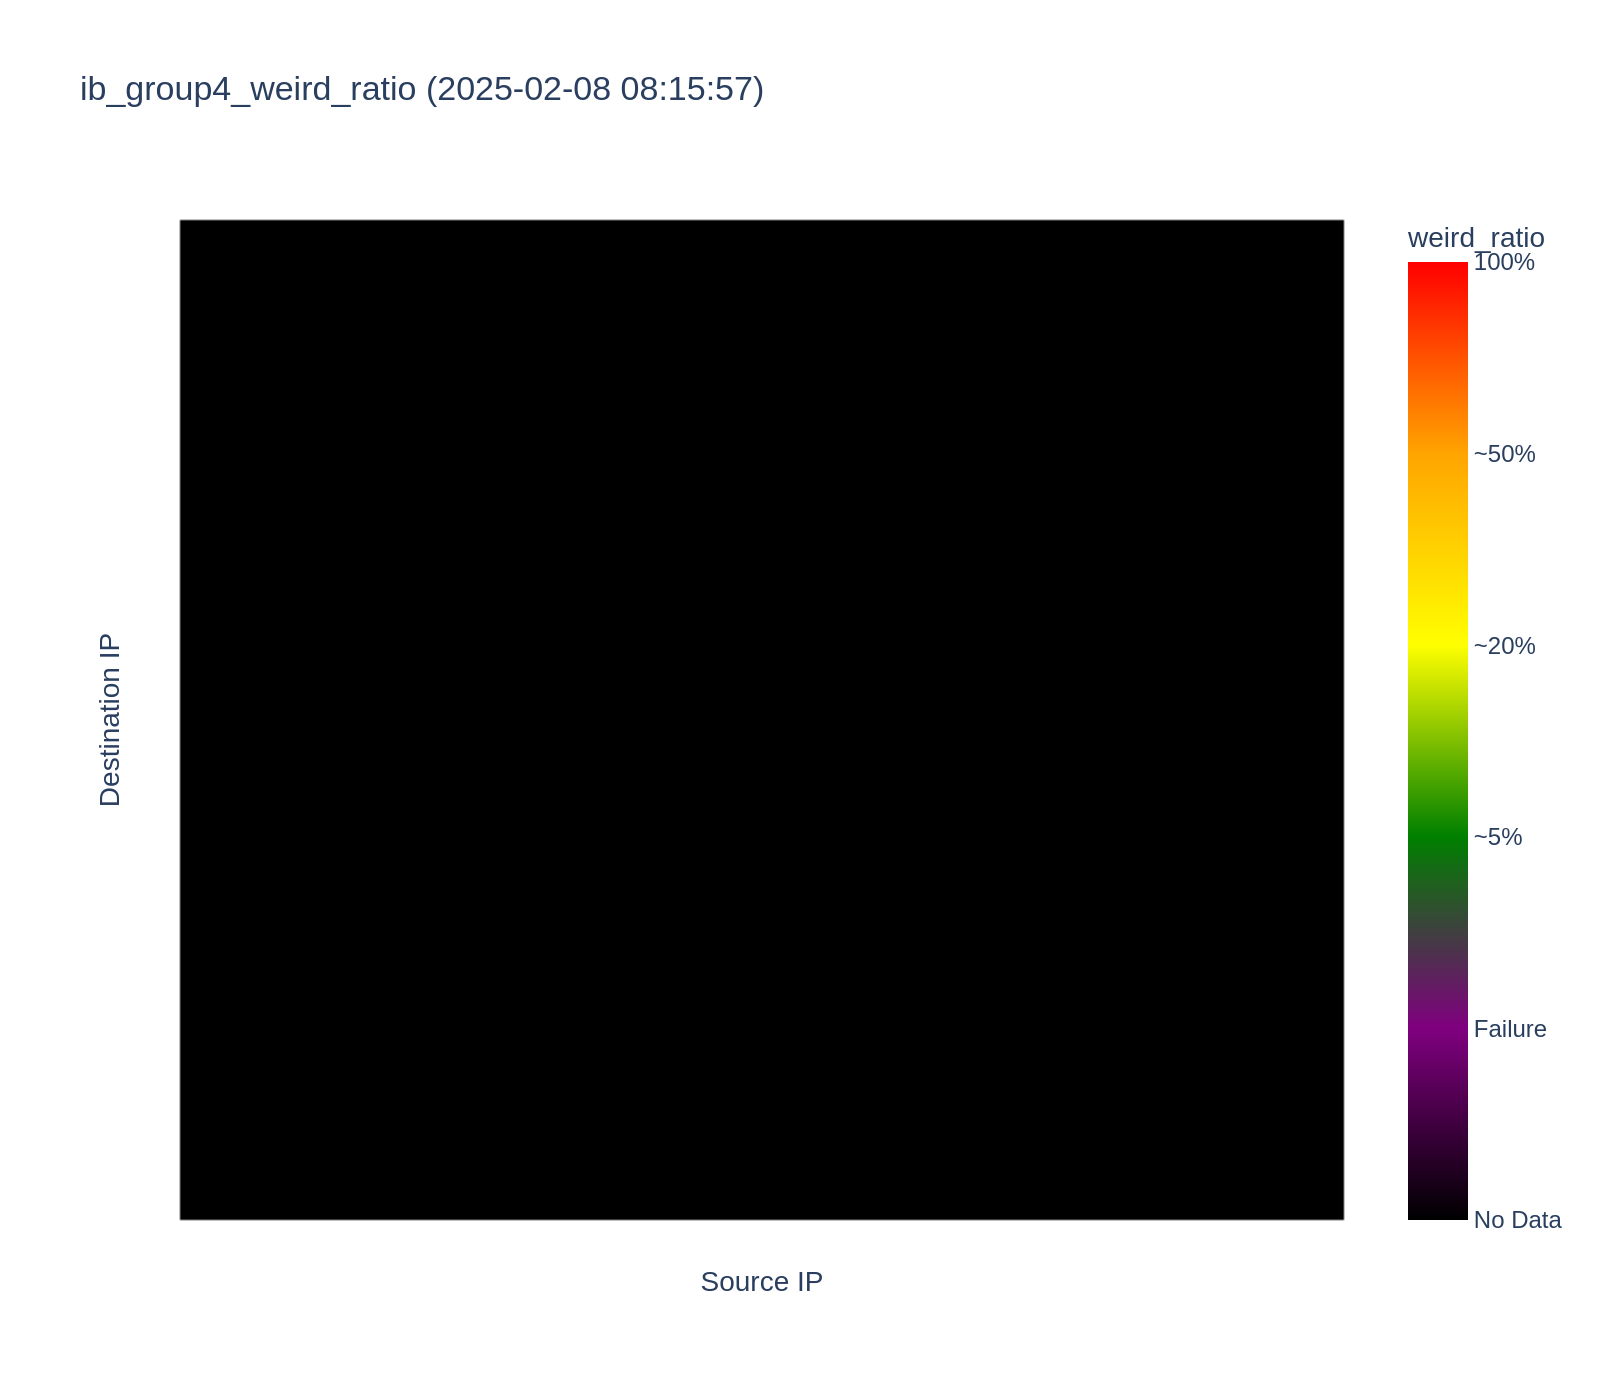 ib_group4_weird_ratio (2025-02-08 08:15:57)
weird_ratio
100%
~50%
~20%
~5%
Failure
No Data
Destination IP
Source IP